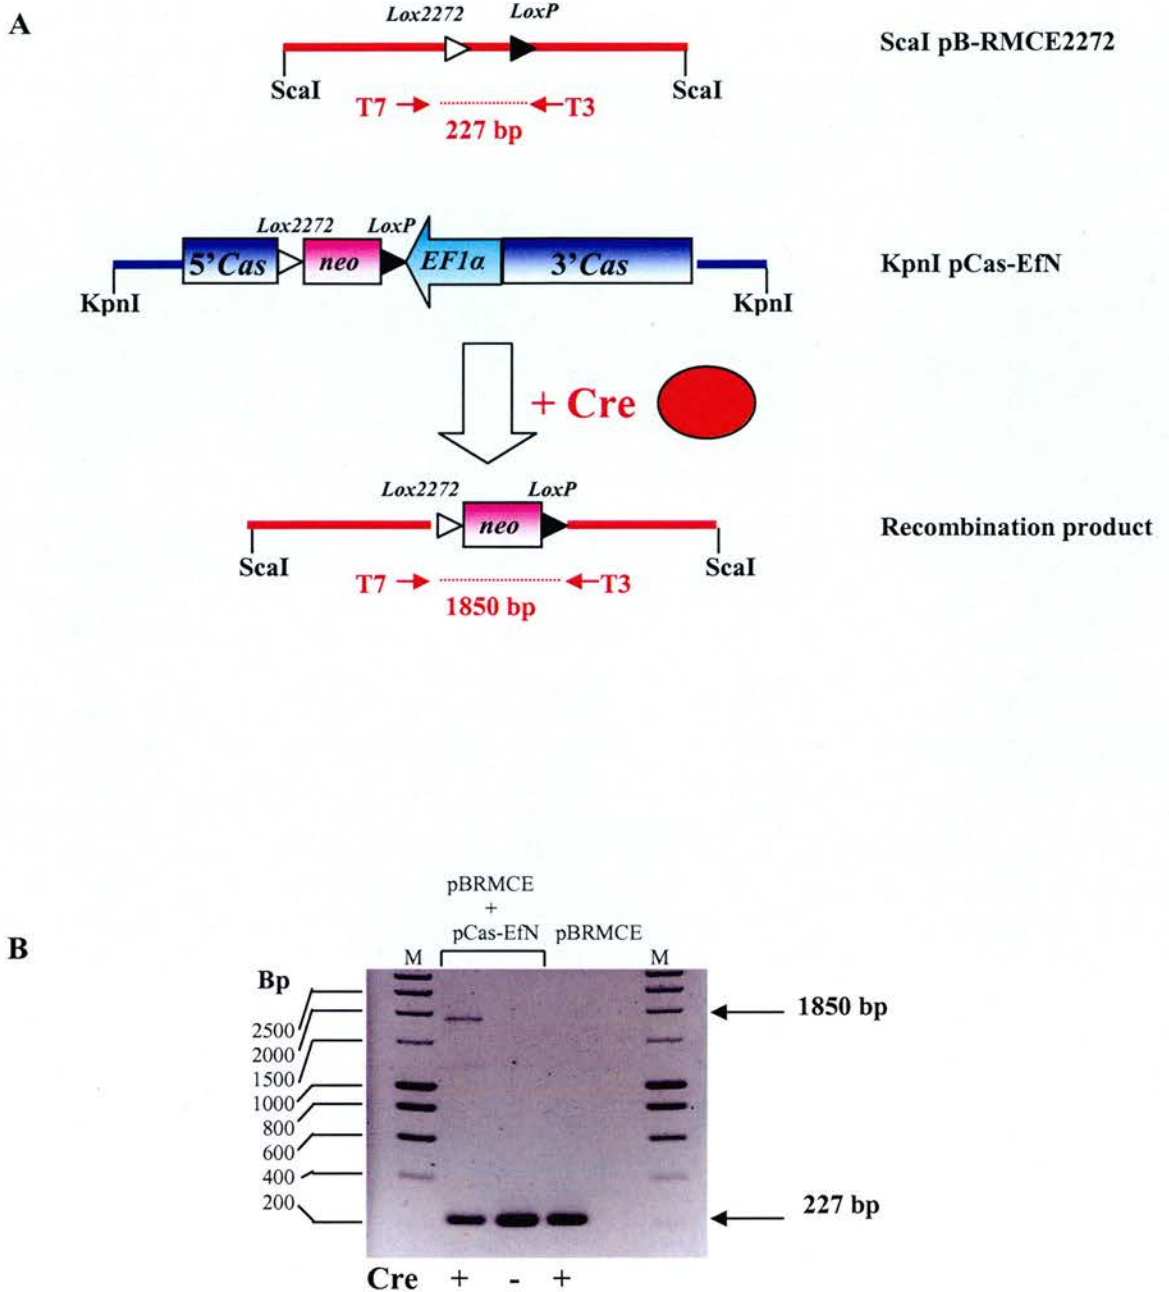 A
Lox2272 LoxP
ScaI pB-RMCE2272
ScaI ScaI
T7 T3
227 bp
Lox2272 LoxP
5'Cas neo EF1α 3'Cas
KpnI pCas-EfN
KpnI KpnI
+ Cre
Lox2272 LoxP
neo
Recombination product
ScaI ScaI
T7 T3
1850 bp
B
pBRMCE
+
pCas-EfN pBRMCE
M M
Bp
1850 bp
2500
2000
1500
1000
800
600
400
200
227 bp
Cre + - +